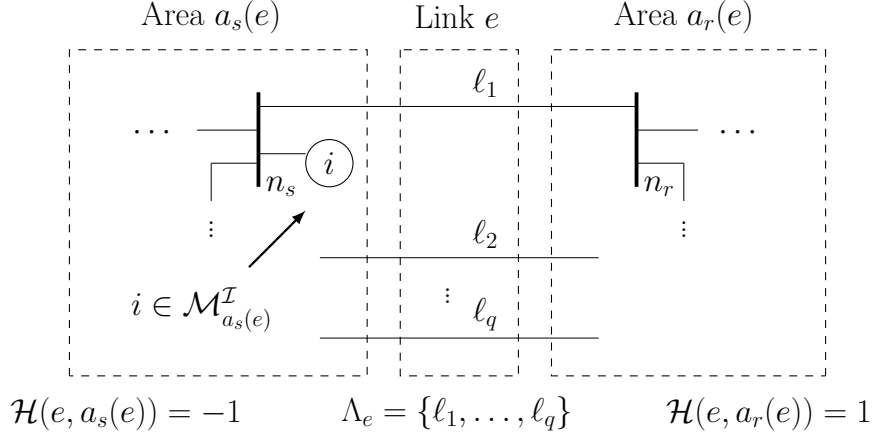 Area $a_s(e)$ Link $e$ Area $a_r(e)$
$\ell_1$
$\cdots$ $i$ $\cdots$
$n_s$ $n_r$
$\vdots$ $\vdots$
$\ell_2$
$i \in \mathcal{M}^{\mathcal{I}}_{a_s(e)}$ $\vdots$
$\ell_q$
$\mathcal{H}(e, a_s(e)) = -1$ $\Lambda_e = \{\ell_1, \ldots, \ell_q\}$ $\mathcal{H}(e, a_r(e)) = 1$